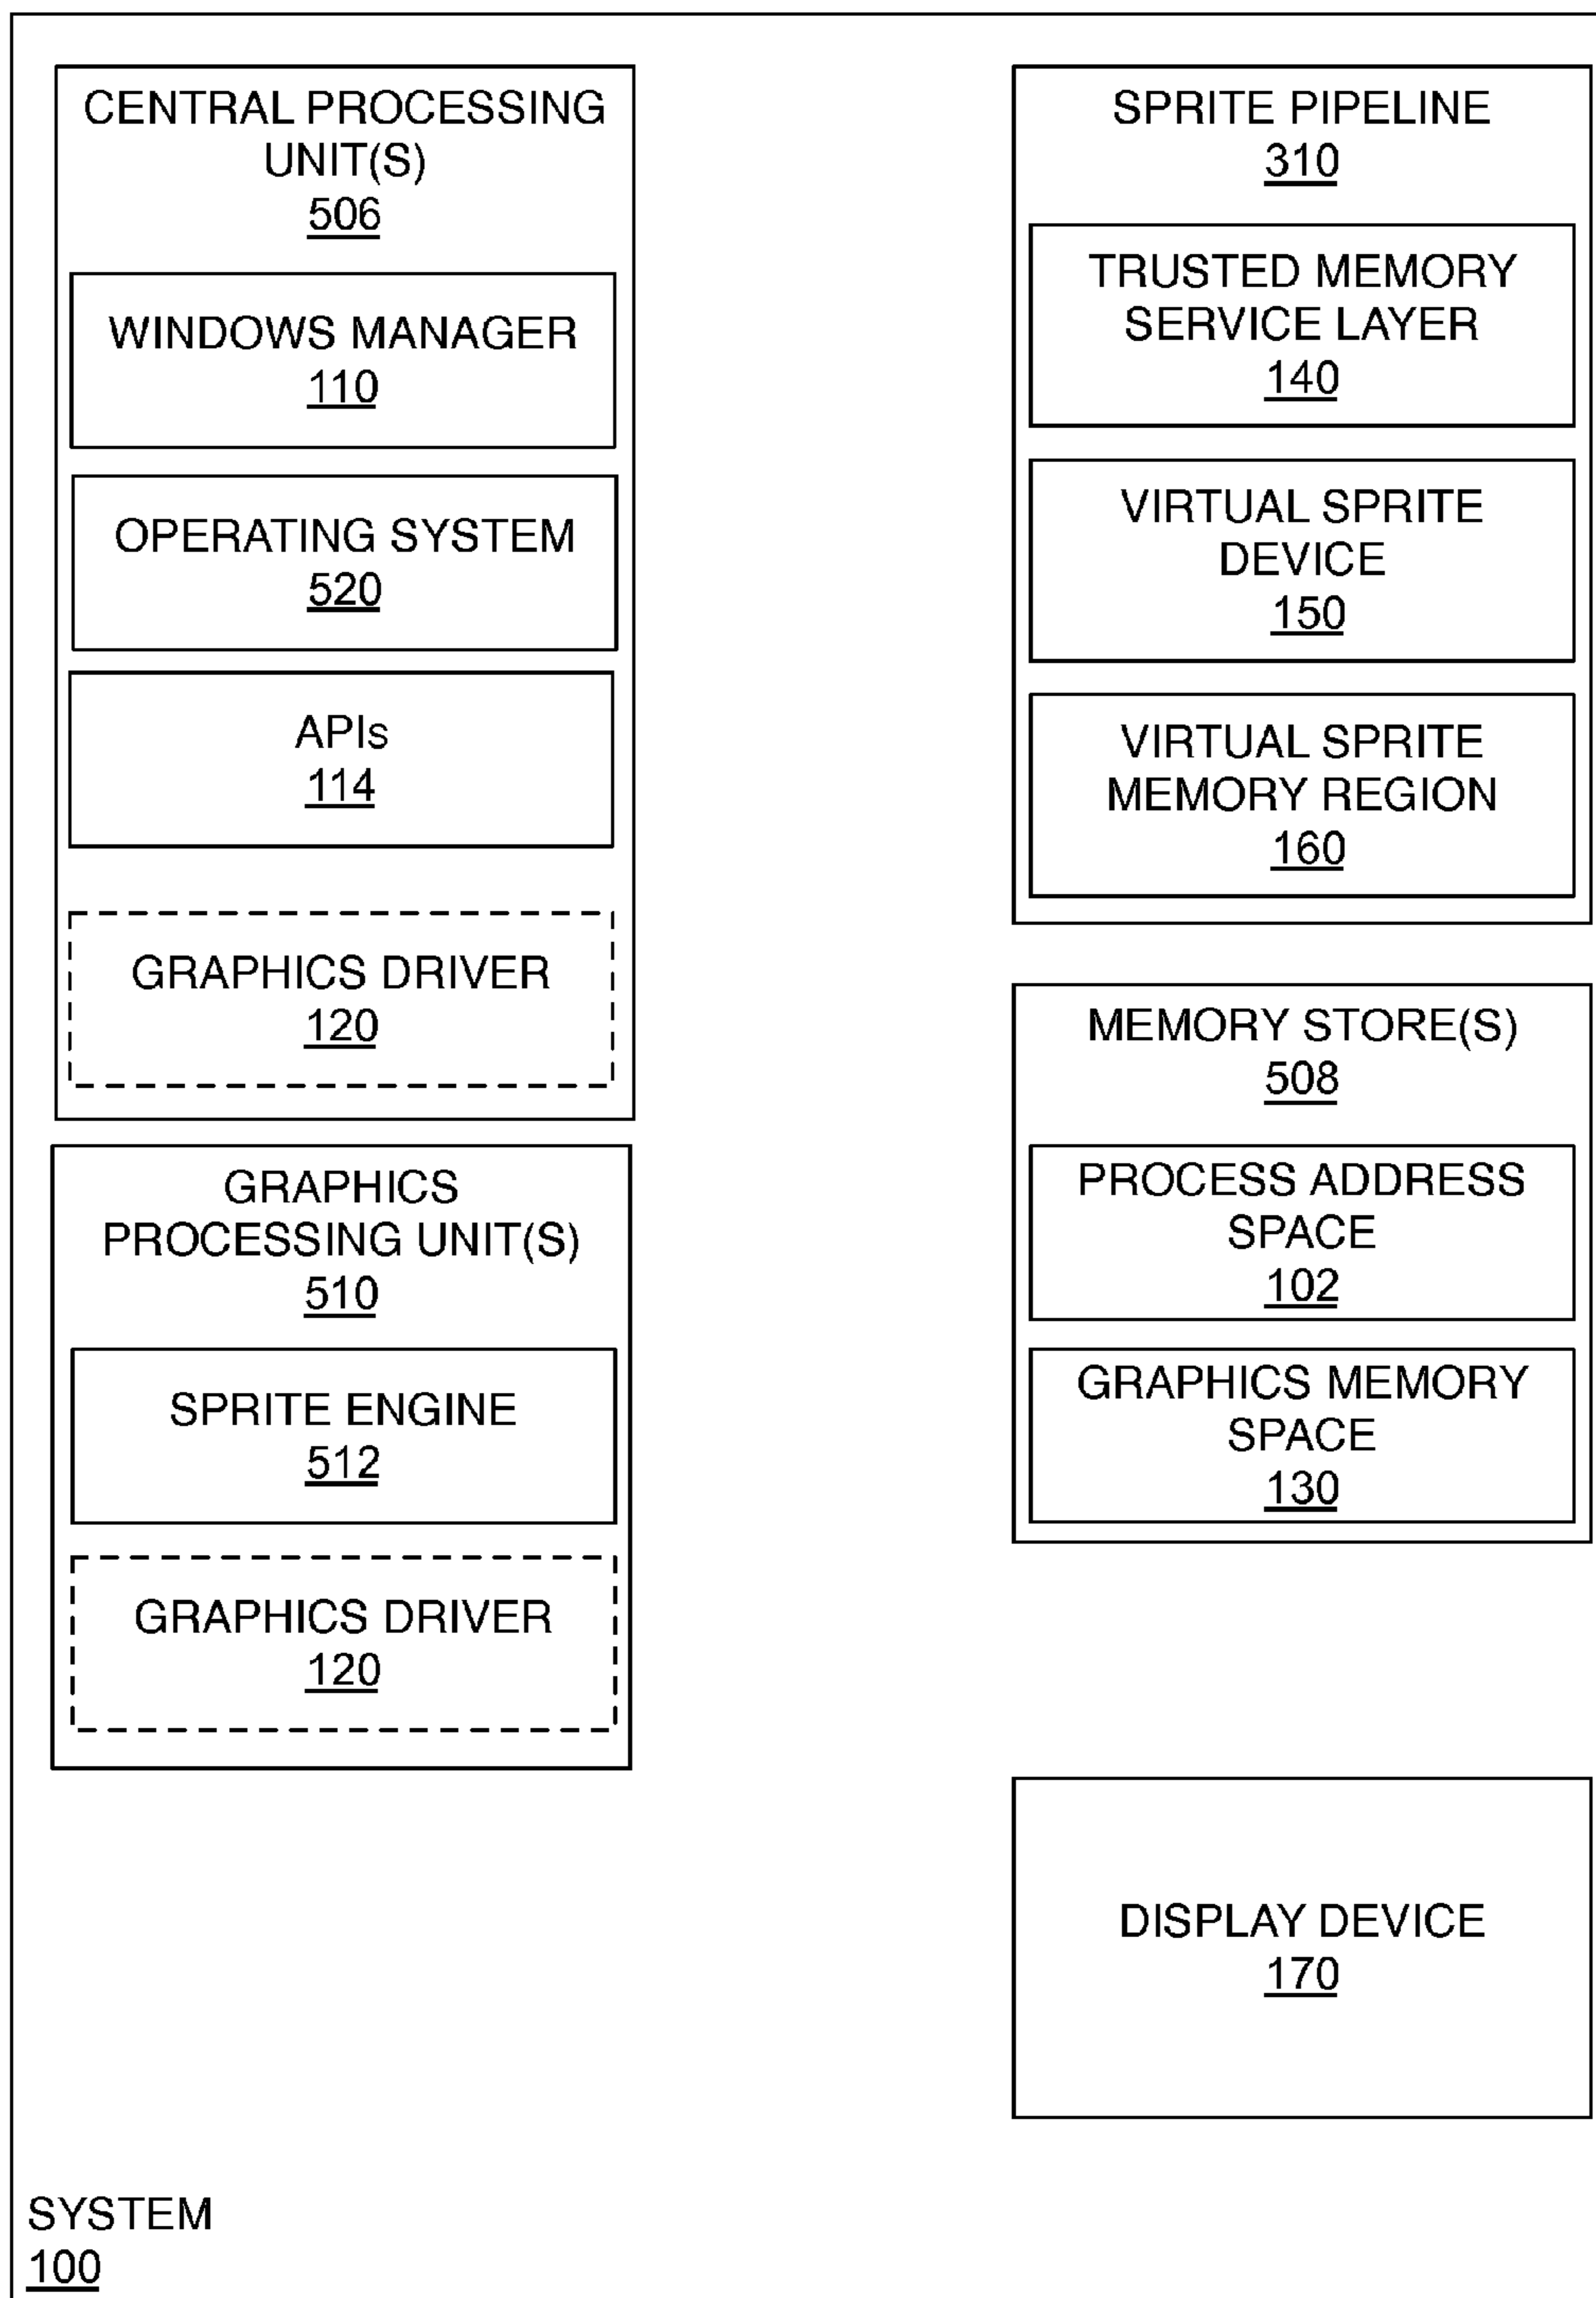 CENTRAL PROCESSING
UNIT(S)
506
WINDOWS MANAGER
110
OPERATING SYSTEM
520
APIs
114
GRAPHICS DRIVER
120
GRAPHICS
PROCESSING UNIT(S)
510
SPRITE ENGINE
512
GRAPHICS DRIVER
120
SPRITE PIPELINE
310
TRUSTED MEMORY
SERVICE LAYER
140
VIRTUAL SPRITE
DEVICE
150
VIRTUAL SPRITE
MEMORY REGION
160
MEMORY STORE(S)
508
PROCESS ADDRESS
SPACE
102
GRAPHICS MEMORY
SPACE
130
DISPLAY DEVICE
170
SYSTEM
100